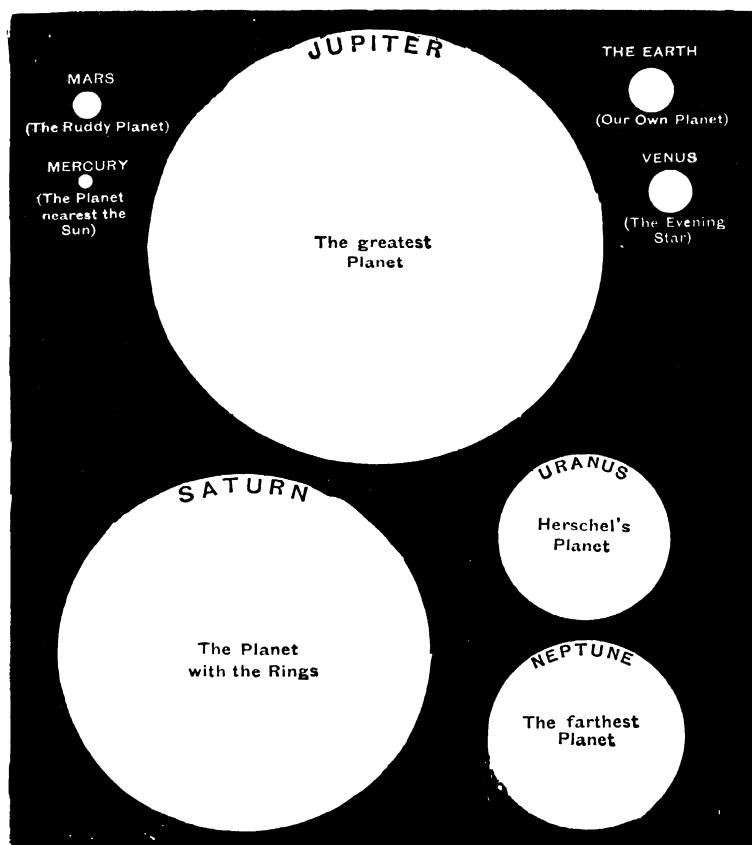 JUPITER
The greatest
Planet
MARS
(The Ruddy Planet)
MERCURY
(The Planet
nearest the
Sun)
THE EARTH
(Our Own Planet)
VENUS
(The Evening
Star)
SATURN
The Planet
with the Rings
URANUS
Herschel's
Planet
NEPTUNE
The farthest
Planet